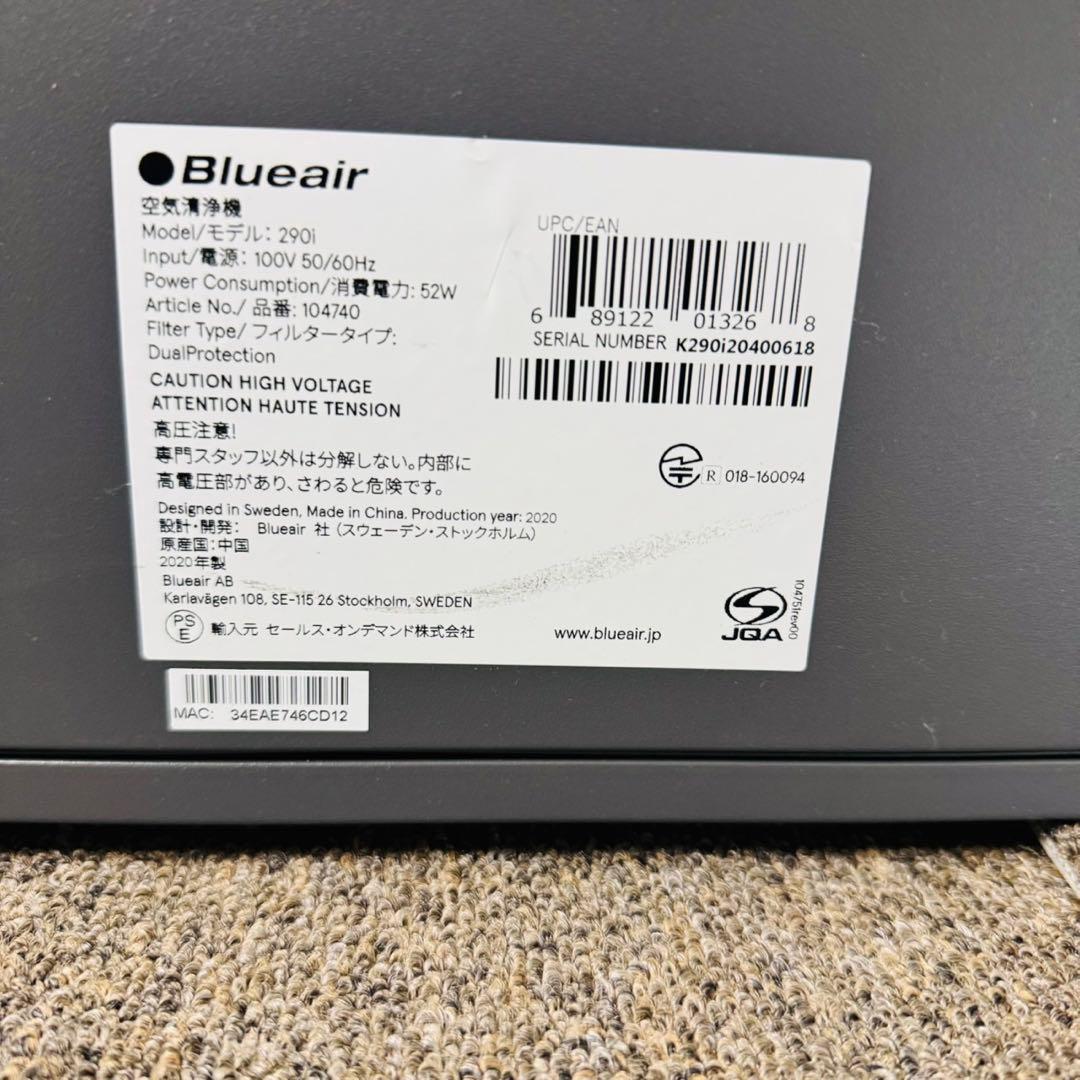 Blueair
空気清浄機
Model/モデル: 290i
Input/電源: 100V 50/60Hz
Power Consumption/消費電力: 52W
Article No./ 品番: 104740
Filter Type/ フィルタータイプ:
DualProtection
CAUTION HIGH VOLTAGE
ATTENTION HAUTE TENSION
高圧注意!
専門スタッフ以外は分解しない。内部に
高電圧部があり、さわると危険です。
Designed in Sweden, Made in China. Production year: 2020
設計・開発: Blueair 社 (スウェーデン・ストックホルム)
原産国:中国
2020年製
Blueair AB
Karlavägen 108, SE-115 26 Stockholm, SWEDEN
PS
E
輸入元 セールス・オンデマンド株式会社
UPC/EAN
6 89122 01326 8
SERIAL NUMBER K290i20400618
R 018-160094
www.blueair.jp
JQA
104751rev00
MAC: 34EAE746CD12